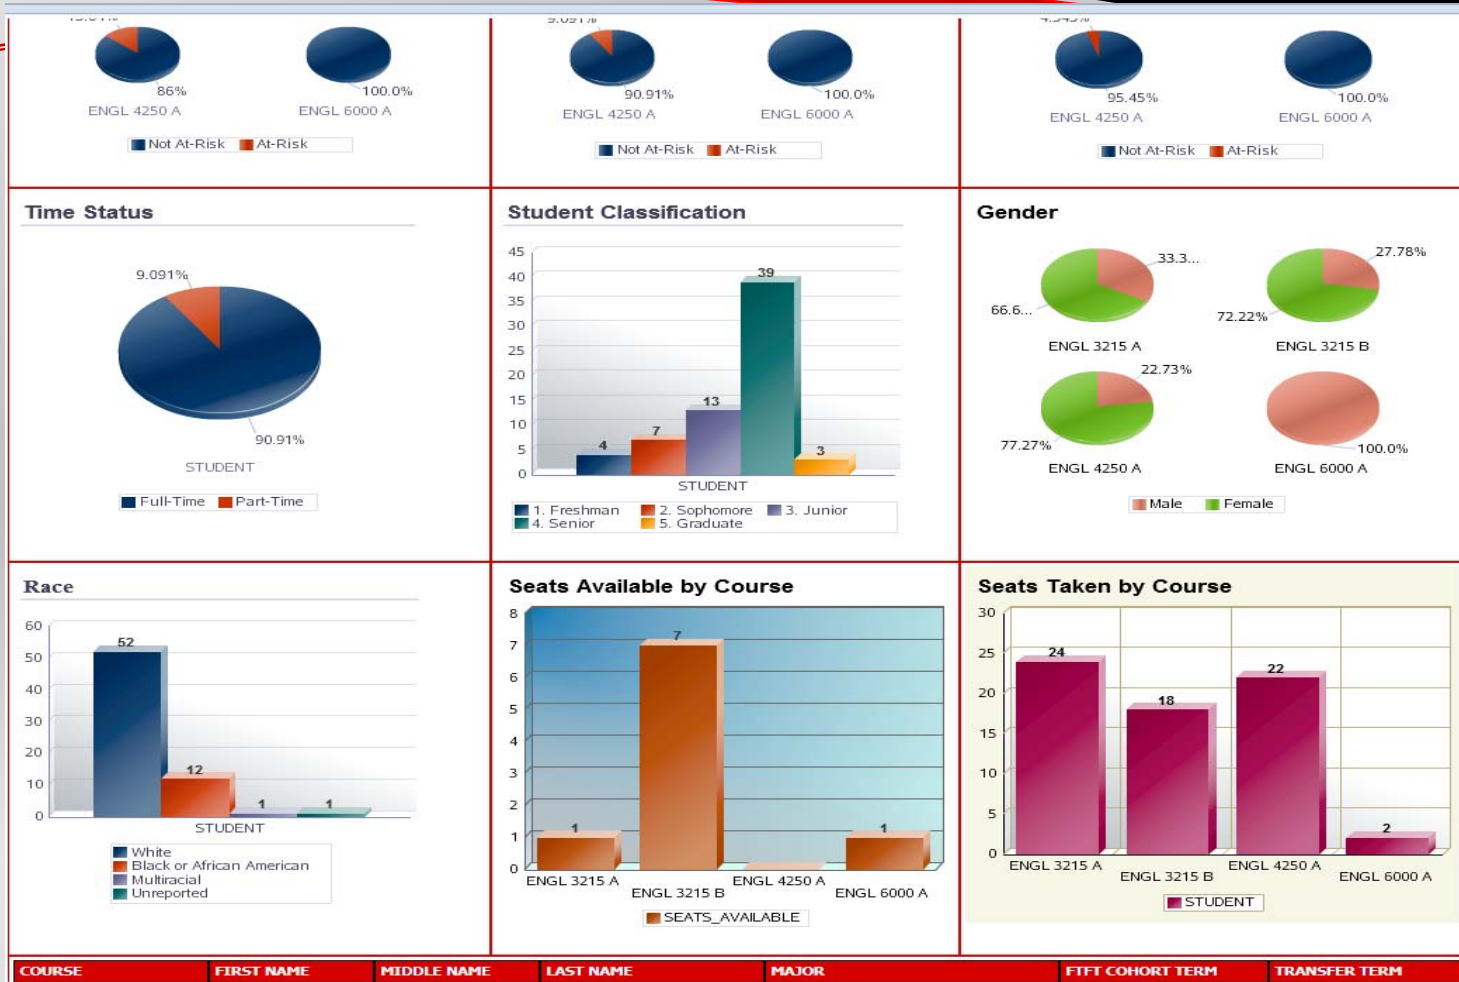 9.091%
86%
100.0%
ENGL 4250 A
ENGL 6000 A
Not At-Risk At-Risk
90.91%
100.0%
ENGL 4250 A
ENGL 6000 A
Not At-Risk At-Risk
95.45%
100.0%
ENGL 4250 A
ENGL 6000 A
Not At-Risk At-Risk
Time Status
9.091%
90.91%
STUDENT
Full-Time Part-Time
Student Classification
45
40
35
30
25
20
15
10
5
0
4
7
13
39
3
STUDENT
1. Freshman 2. Sophomore 3. Junior
4. Senior 5. Graduate
Gender
33.3...
66.6...
ENGL 3215 A
27.78%
72.22%
ENGL 3215 B
22.73%
77.27%
ENGL 4250 A
100.0%
ENGL 6000 A
Male Female
Race
60
50
40
30
20
10
0
52
12
1
1
STUDENT
White
Black or African American
Multiracial
Unreported
Seats Available by Course
8
7
6
5
4
3
2
1
0
1
7
1
ENGL 3215 A
ENGL 3215 B
ENGL 4250 A
ENGL 6000 A
SEATS_AVAILABLE
Seats Taken by Course
30
25
20
15
10
5
0
24
18
22
2
ENGL 3215 A
ENGL 3215 B
ENGL 4250 A
ENGL 6000 A
STUDENT
COURSE FIRST NAME MIDDLE NAME LAST NAME MAJOR FTFT COHORT TERM TRANSFER TERM